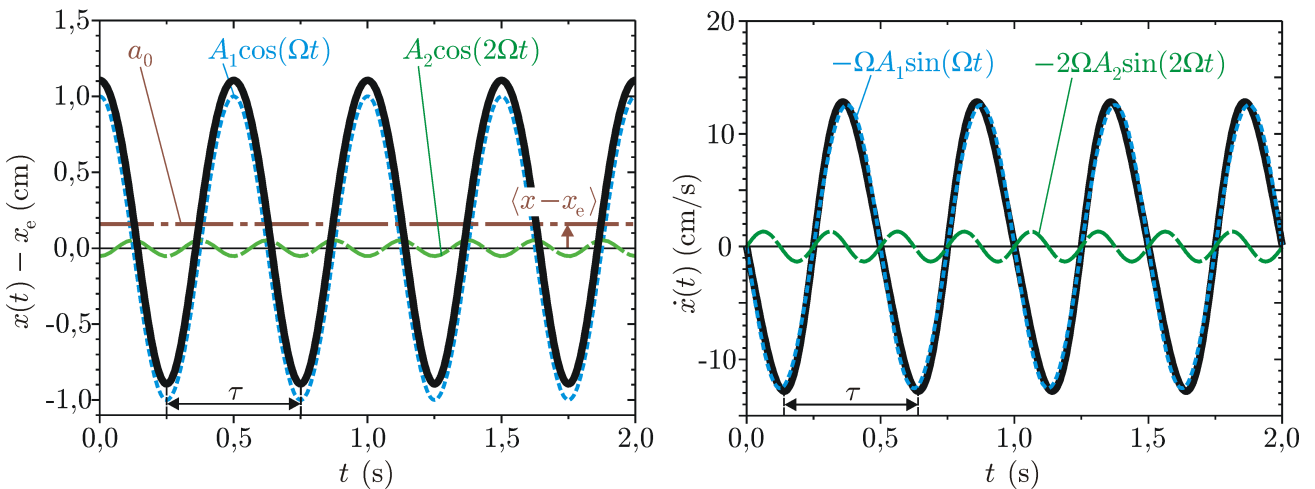 1,5
1,0
0,5
0,0
-0,5
-1,0
x(t) − xₑ (cm)
a₀
A₁cos(Ωt)
A₂cos(2Ωt)
⟨x−xₑ⟩
τ
0,0 0,5 1,0 1,5 2,0
t (s)
20
10
0
-10
ẋ(t) (cm/s)
−ΩA₁sin(Ωt)
−2ΩA₂sin(2Ωt)
τ
0,0 0,5 1,0 1,5 2,0
t (s)